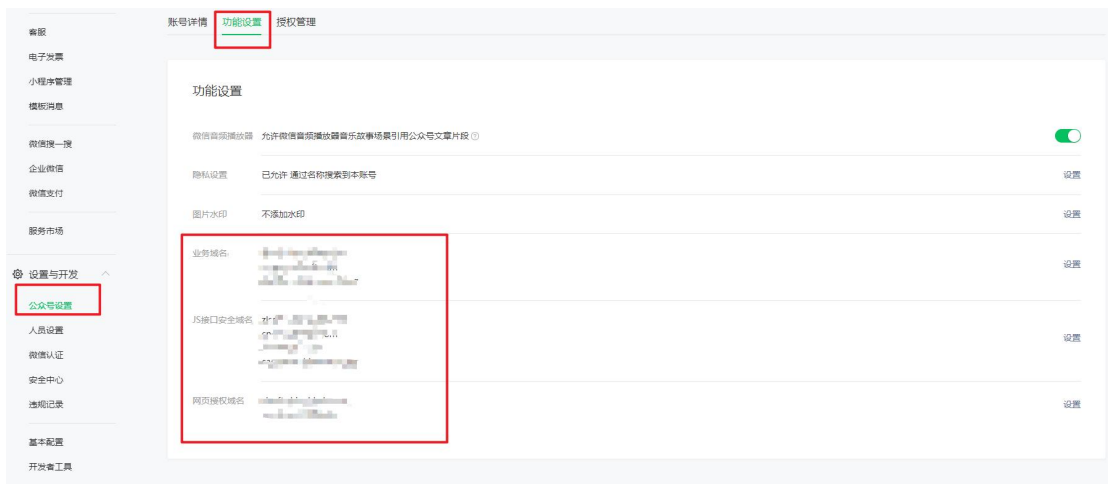 客服
电子发票
小程序管理
模板消息
微信搜一搜
企业微信
微信支付
服务市场
设置与开发
公众号设置
人员设置
微信认证
安全中心
违规记录
基本配置
开发者工具
账号详情 功能设置 授权管理
功能设置
微信音频播放器 允许微信音频播放器音乐故事场景引用公众号文章片段
隐私设置 已允许 通过名称搜索到本账号 设置
图片水印 不添加水印 设置
业务域名 设置
JS接口安全域名 设置
网页授权域名 设置